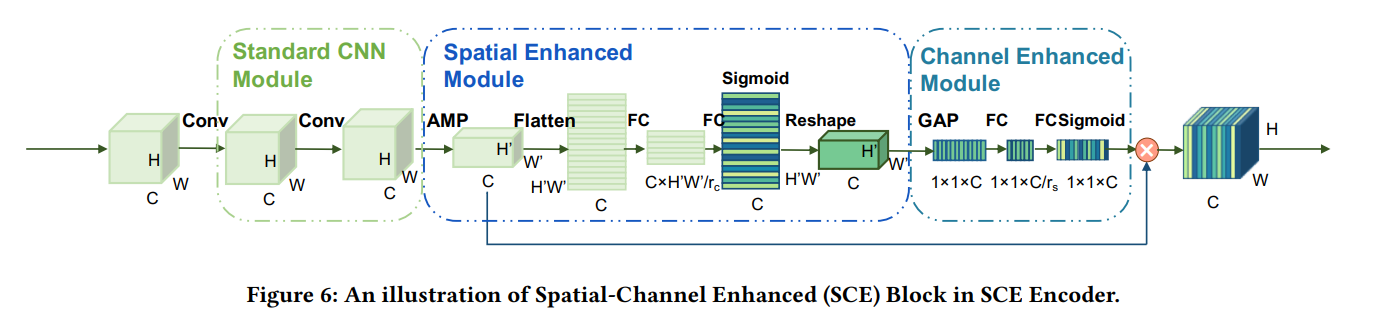 Standard CNN
Module
Spatial Enhanced
Module
Channel Enhanced
Module
Sigmoid
Conv
Conv
AMP
Flatten
FC
FC
Reshape
GAP
FC
FC
Sigmoid
H
W
C
H
W
C
H
W
C
H'
W'
C
H'W'
C
C×H'W'/rc
H'W'
C
H'
W'
C
1×1×C
1×1×C/rs
1×1×C
H
W
C
Figure 6: An illustration of Spatial-Channel Enhanced (SCE) Block in SCE Encoder.